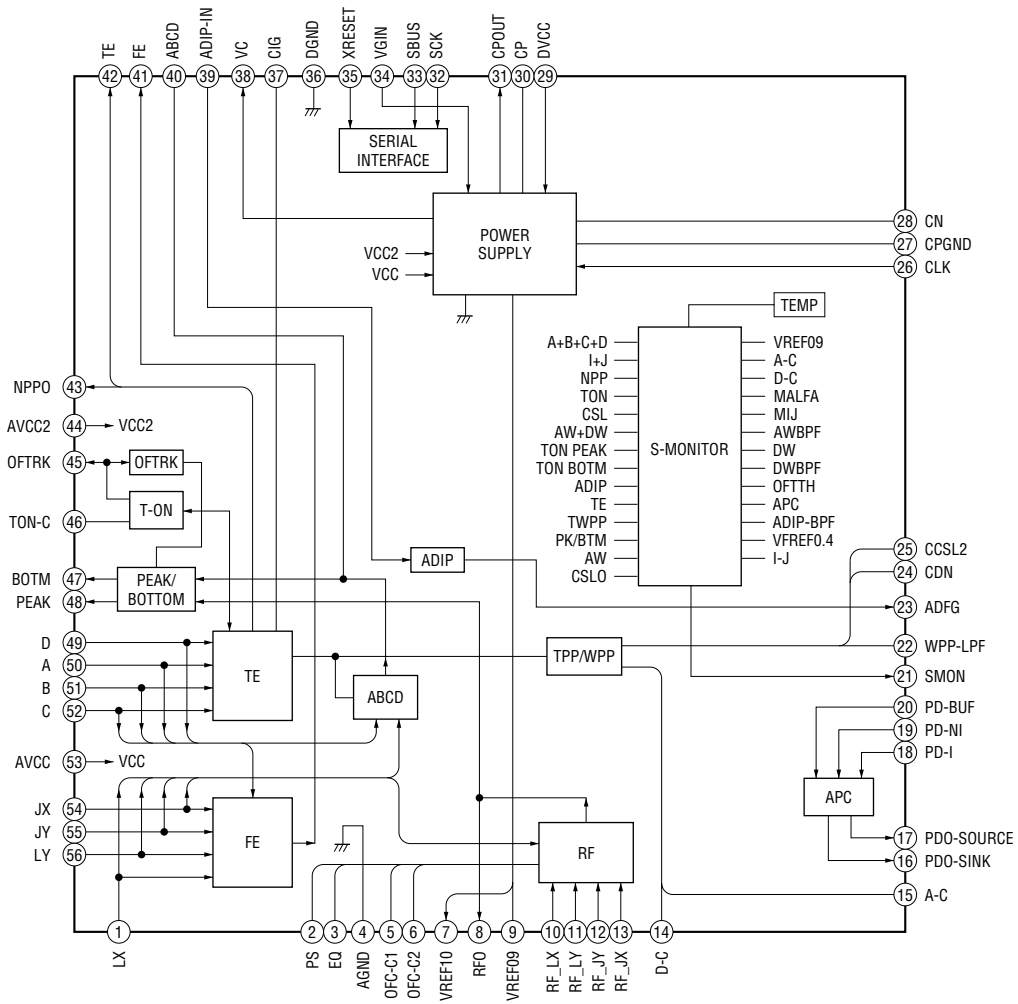 TE
FE
ABCD
ADIP-IN
VC
CIG
DGND
XRESET
VGIN
SBUS
SCK
CPOUT
CP
DVCC
42
41
40
39
38
37
36
35
34
33
32
31
30
29
SERIAL
INTERFACE
POWER
SUPPLY
VCC2
VCC
28 CN
27 CPGND
26 CLK
TEMP
A+B+C+D
I+J
NPP
TON
CSL
AW+DW
TON PEAK
TON BOTM
ADIP
TE
TWPP
PK/BTM
AW
CSLO
S-MONITOR
VREF09
A-C
D-C
MALFA
MIJ
AWBPF
DW
DWBPF
OFTTH
APC
ADIP-BPF
VFREF0.4
I-J
NPPO 43
AVCC2 44 VCC2
OFTRK 45 OFTRK
T-ON
TON-C 46
BOTM 47
PEAK 48
PEAK/
BOTTOM
ADIP
25 CCSL2
24 CDN
23 ADFG
22 WPP-LPF
21 SMON
20 PD-BUF
19 PD-NI
18 PD-I
D 49
A 50
B 51
C 52
TE
ABCD
TPP/WPP
AVCC 53 VCC
JX 54
JY 55
LY 56
FE
RF
APC
17 PDO-SOURCE
16 PDO-SINK
15 A-C
1
2
3
4
5
6
7
8
9
10
11
12
13
14
LX
PS
EQ
AGND
OFC-C1
OFC-C2
VREF10
RFO
VREF09
RF_LX
RF_LY
RF_JY
RF_JX
D-C